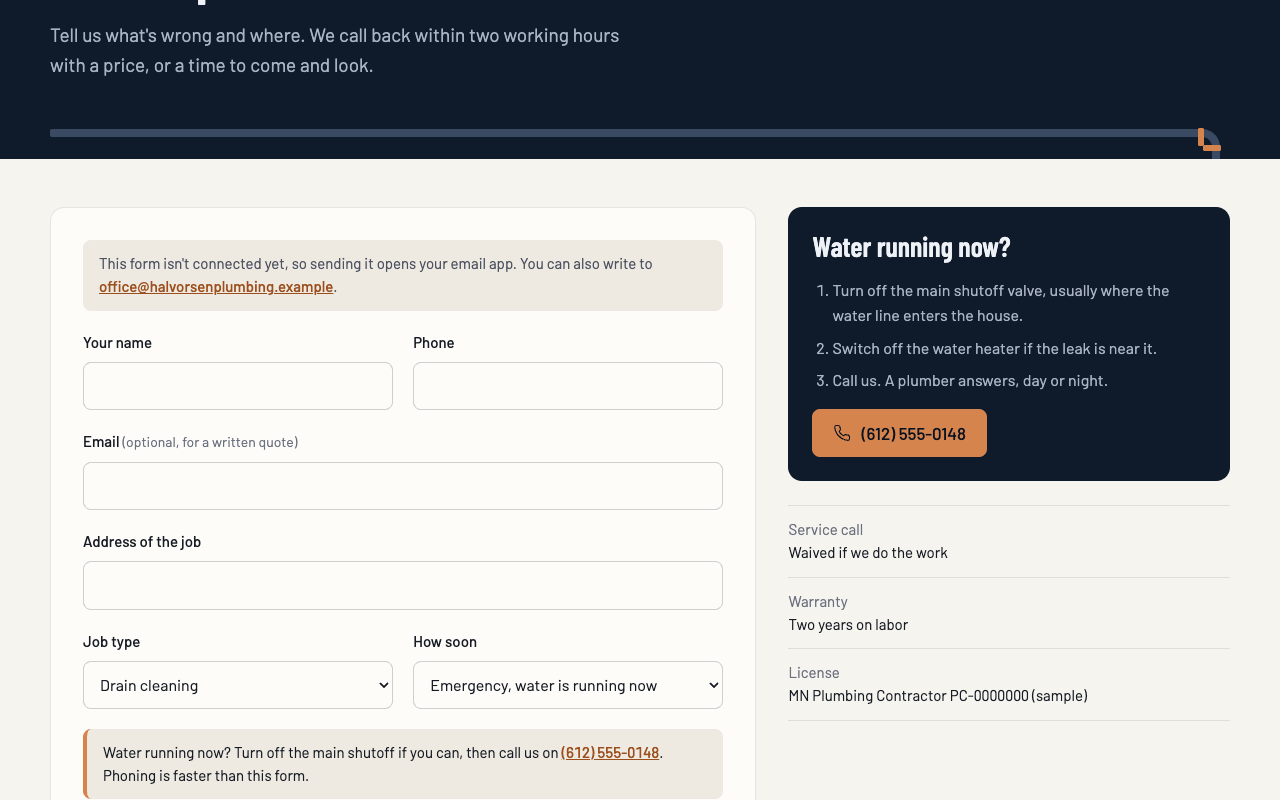 Tell us what's wrong and where. We call back within two working hours
with a price, or a time to come and look.
This form isn't connected yet, so sending it opens your email app. You can also write to
office@halvorsenplumbing.example.
Your name
Phone
Email (optional, for a written quote)
Address of the job
Job type
How soon
Drain cleaning
Emergency, water is running now
Water running now? Turn off the main shutoff if you can, then call us on (612) 555-0148.
Phoning is faster than this form.
Water running now?
1. Turn off the main shutoff valve, usually where the
water line enters the house.
2. Switch off the water heater if the leak is near it.
3. Call us. A plumber answers, day or night.
(612) 555-0148
Service call
Waived if we do the work
Warranty
Two years on labor
License
MN Plumbing Contractor PC-0000000 (sample)